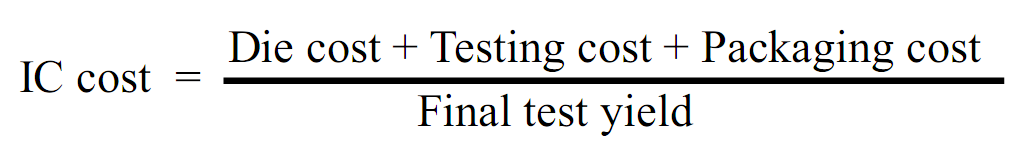 Die cost + Testing cost + Packaging cost
IC cost =
Final test yield